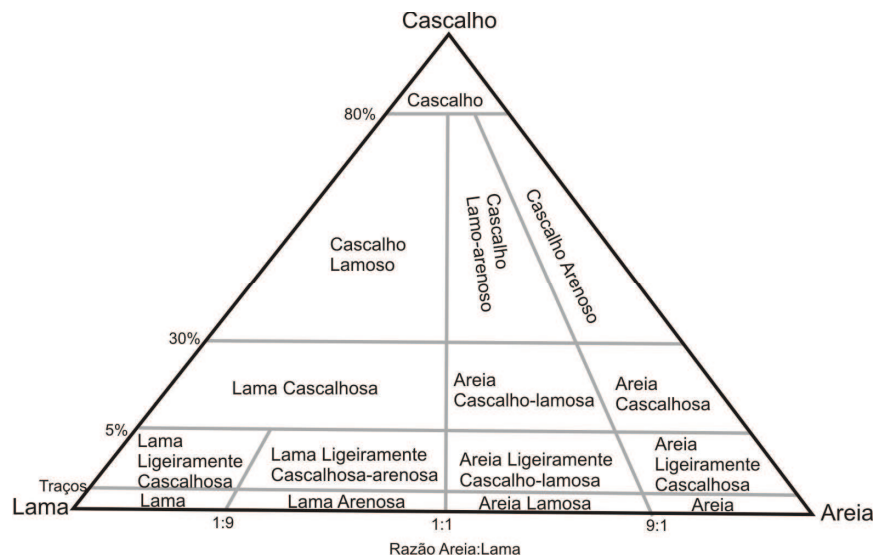 Cascalho
Cascalho
80%
Cascalho
Lamoso
Cascalho
Lamo-arenoso
Cascalho Arenoso
30%
Lama Cascalhosa
Areia
Cascalho-lamosa
Areia
Cascalhosa
5%
Lama
Ligeiramente
Cascalhosa
Lama Ligeiramente
Cascalhosa-arenosa
Areia Ligeiramente
Cascalho-lamosa
Areia
Ligeiramente
Cascalhosa
Traços
Lama
Lama
Lama Arenosa
Areia Lamosa
Areia
Areia
1:9
1:1
9:1
Razão Areia:Lama